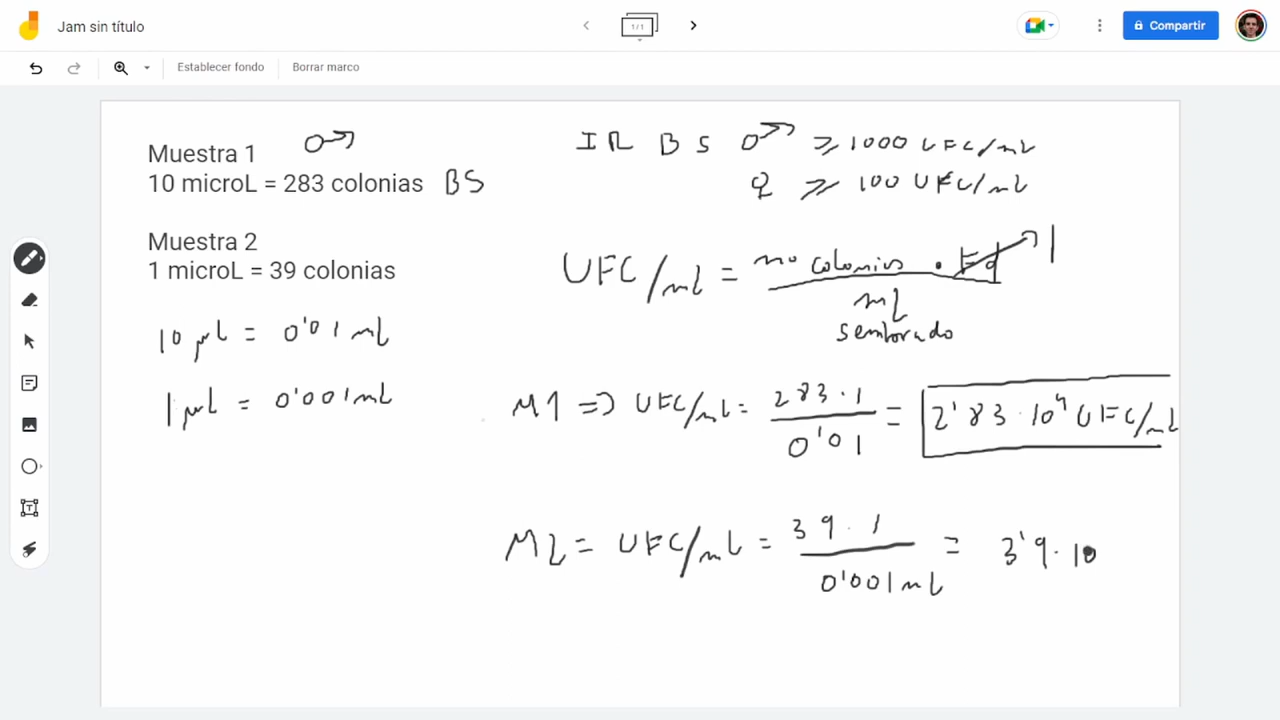 Jam sin título
1/1
Compartir
Establecer fondo
Borrar marco
Muestra 1
10 microL = 283 colonias BS
Muestra 2
1 microL = 39 colonias
10 μL = 0'01 mL
1 μL = 0'001 mL
BS ♂ ≥ 1000 UFC/mL
♀ ≥ 100 UFC/mL
UFC/mL = no colonias · Fd 1
mL
sembrado
M1 => UFC/mL = 283 · 1 / 0'01 = 2'83 · 10⁴ UFC/mL
M2 = UFC/mL = 39 · 1 / 0'001 mL = 3'9 · 10